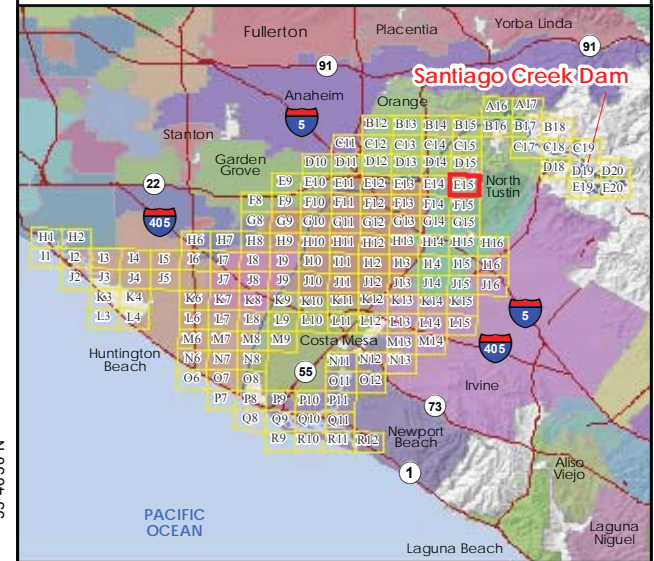 Fullerton
Placentia
Yorba Linda
91
91
Santiago Creek Dam
Anaheim
Orange
A16 A17
5
B12 B13 B14 B15 B16 B17 B18
Stanton
C11 C12 C13 C14 C15 C17 C18 C19
Garden
Grove
D10 D11 D12 D13 D14 D15 D18 D19 D20
22
E9 E10 E11 E12 E13 E14 E15 E19 E20
North
Tustin
405
F8 F9 F10 F11 F12 F13 F14 F15
G8 G9 G10 G11 G12 G13 G14 G15
H1 H2 H6 H7 H8 H9 H10 H11 H12 H13 H14 H15 H16
I1 I2 I3 I4 I5 I6 I7 I8 I9 I10 I11 I12 I13 I14 I15 I16
J2 J3 J4 J5 J7 J8 J9 J10 J11 J12 J13 J14 J15 J16
K3 K4 K6 K7 K8 K9 K10 K11 K12 K13 K14 K15
5
L3 L4 L6 L7 L8 L9 L10 L11 L12 L13 L14 L15
M6 M7 M8 M9 Costa Mesa M13 M14
405
Huntington
Beach
N6 N7 N8 N11 N12 N13
55
O6 O7 O8 O11 O12
Irvine
P7 P8 P9 P10 P11
73
Q8 Q9 Q10 Q11
Newport
Beach
R9 R10 R11 R12
1
Aliso
Viejo
PACIFIC
OCEAN
Laguna
Niguel
Laguna Beach